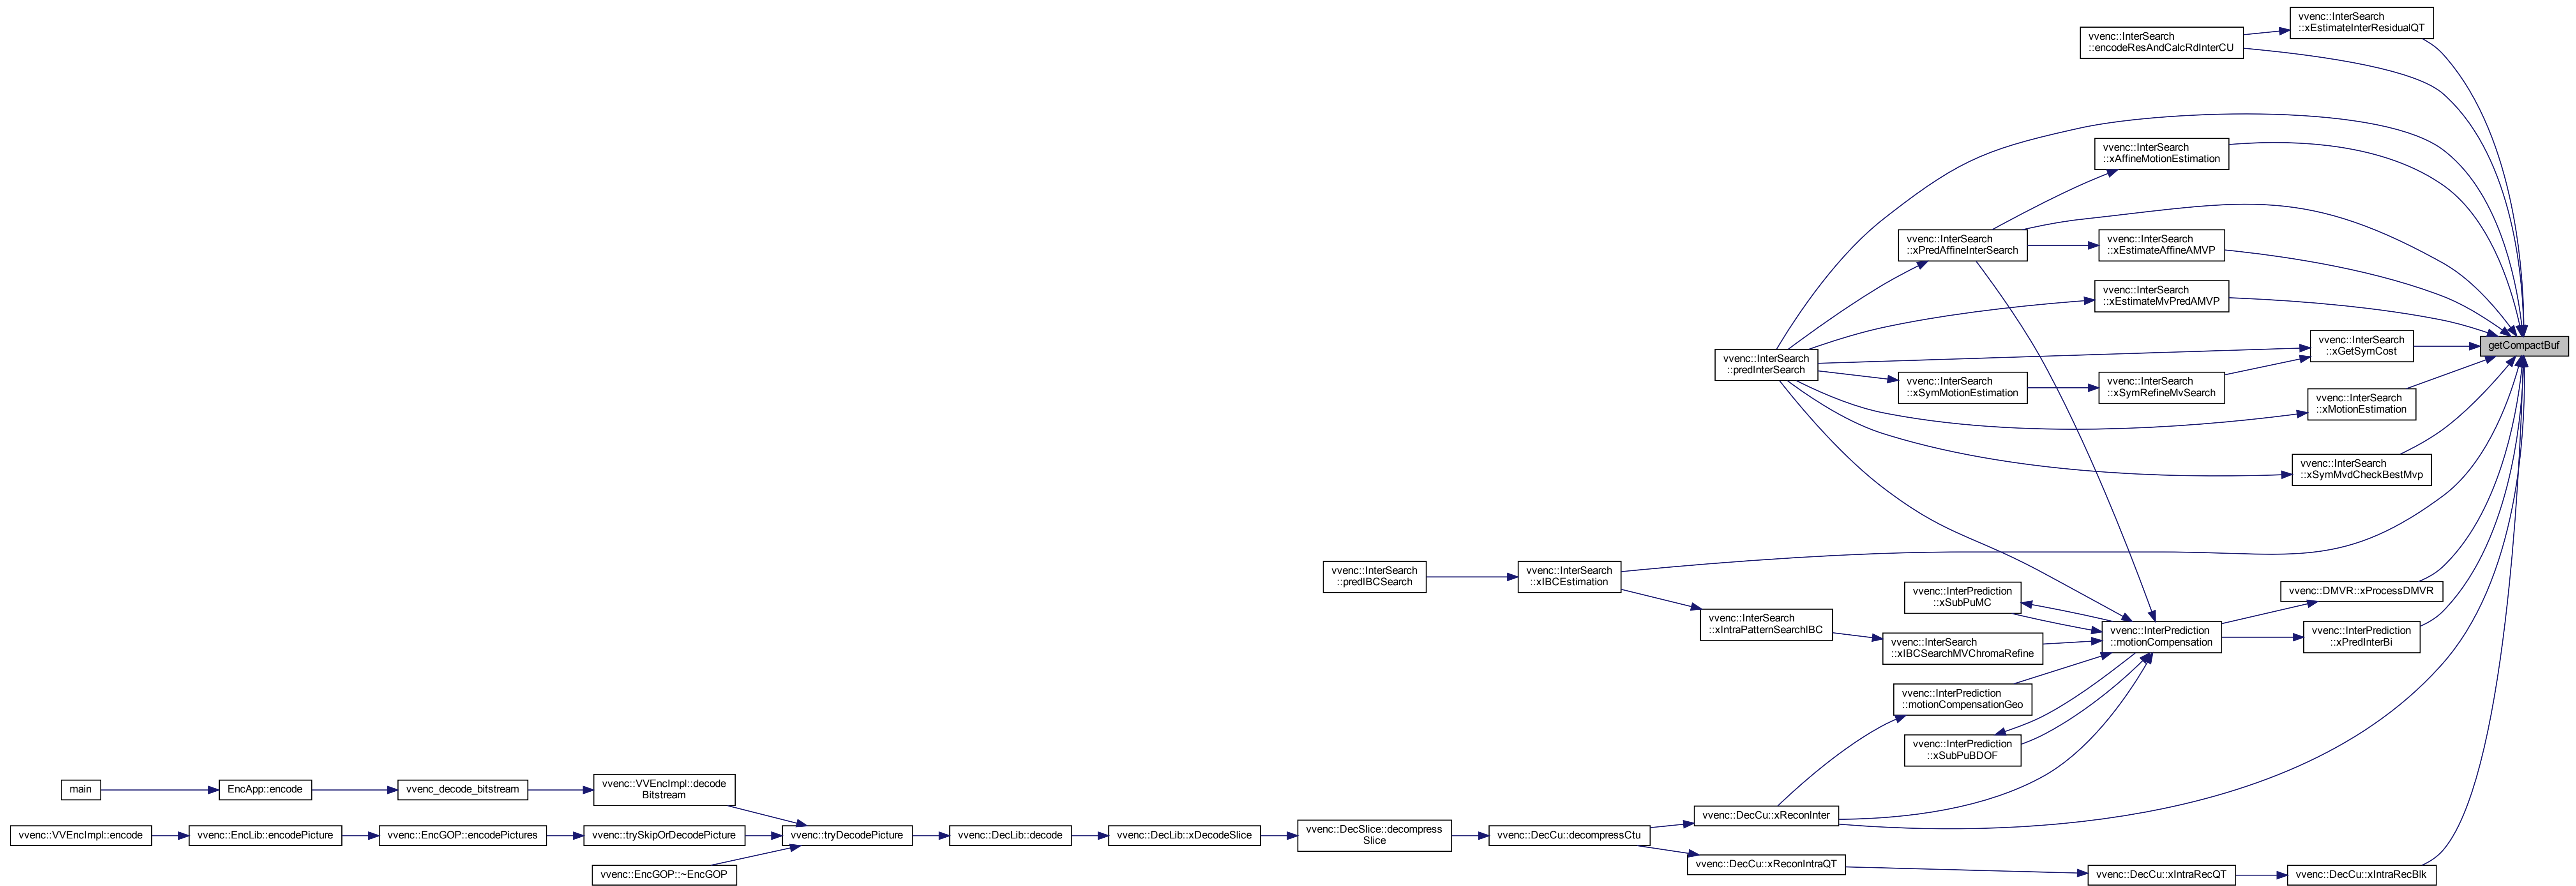 vvenc::InterSearch
::xEstimateInterResidualQT
vvenc::InterSearch
::encodeResAndCalcRdInterCU
vvenc::InterSearch
::xAffineMotionEstimation
vvenc::InterSearch
::xPredAffineInterSearch
vvenc::InterSearch
::xEstimateAffineAMVP
vvenc::InterSearch
::xEstimateMvPredAMVP
getCompactBuf
vvenc::InterSearch
::xGetSymCost
vvenc::InterSearch
::predInterSearch
vvenc::InterSearch
::xSymMotionEstimation
vvenc::InterSearch
::xSymRefineMvSearch
vvenc::InterSearch
::xMotionEstimation
vvenc::InterSearch
::xSymMvdCheckBestMvp
vvenc::InterSearch
::predIBCSearch
vvenc::InterSearch
::xIBCEstimation
vvenc::InterPrediction
::xSubPuMC
vvenc::DMVR::xProcessDMVR
vvenc::InterSearch
::xIntraPatternSearchIBC
vvenc::InterSearch
::xIBCSearchMVChromaRefine
vvenc::InterPrediction
::motionCompensation
vvenc::InterPrediction
::xPredInterBi
vvenc::InterPrediction
::motionCompensationGeo
vvenc::InterPrediction
::xSubPuBDOF
main
EncApp::encode
vvenc_decode_bitstream
vvenc::VVEncImpl::decode
Bitstream
vvenc::DecCu::xReconInter
vvenc::VVEncImpl::encode
vvenc::EncLib::encodePicture
vvenc::EncGOP::encodePictures
vvenc::trySkipOrDecodePicture
vvenc::tryDecodePicture
vvenc::DecLib::decode
vvenc::DecLib::xDecodeSlice
vvenc::DecSlice::decompress
Slice
vvenc::DecCu::decompressCtu
vvenc::EncGOP::~EncGOP
vvenc::DecCu::xReconIntraQT
vvenc::DecCu::xIntraRecQT
vvenc::DecCu::xIntraRecBlk